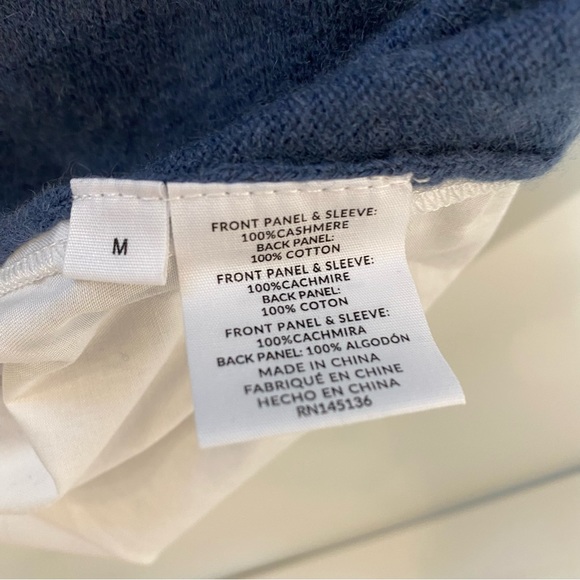 M
FRONT PANEL & SLEEVE:
100%CASHMERE
BACK PANEL:
100% COTTON
FRONT PANEL & SLEEVE:
100%CACHMIRE
BACK PANEL:
100% COTON
FRONT PANEL & SLEEVE:
100%CACHMIRA
BACK PANEL: 100% ALGODÓN
MADE IN CHINA
FABRIQUÉ EN CHINE
HECHO EN CHINA
RN145136